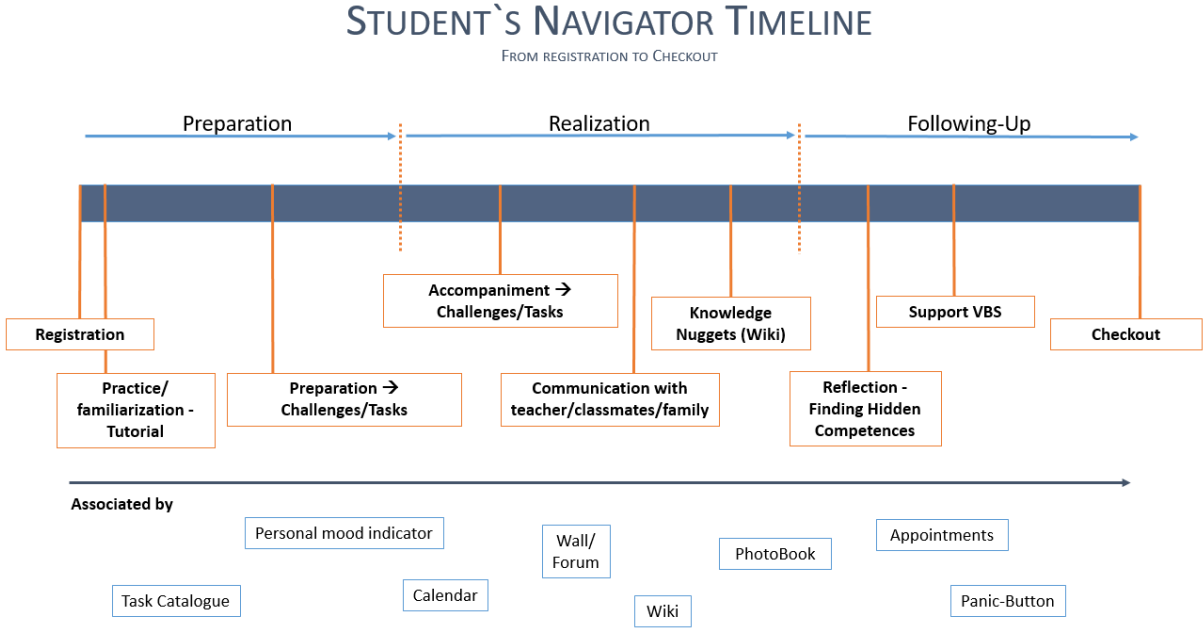 STUDENT`S NAVIGATOR TIMELINE
FROM REGISTRATION TO CHECKOUT
Preparation
Realization
Following-Up
Registration
Practice/
familiarization -
Tutorial
Preparation →
Challenges/Tasks
Accompaniment →
Challenges/Tasks
Communication with
teacher/classmates/family
Knowledge
Nuggets (Wiki)
Reflection -
Finding Hidden
Competences
Support VBS
Checkout
Associated by
Personal mood indicator
Wall/
Forum
PhotoBook
Appointments
Task Catalogue
Calendar
Wiki
Panic-Button